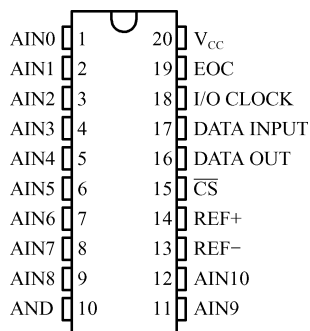 AIN0 1 20 V_CC
AIN1 2 19 EOC
AIN2 3 18 I/O CLOCK
AIN3 4 17 DATA INPUT
AIN4 5 16 DATA OUT
AIN5 6 15 C̅S̅
AIN6 7 14 REF+
AIN7 8 13 REF−
AIN8 9 12 AIN10
AND 10 11 AIN9